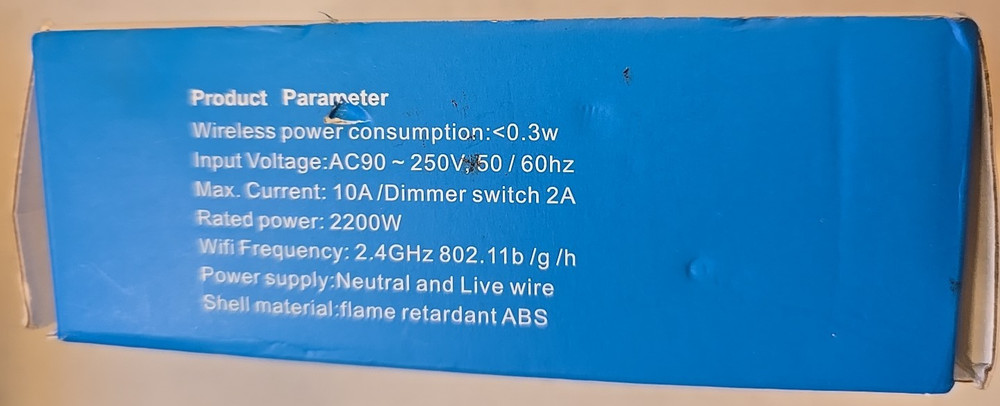 Product Parameter
Wireless power consumption:<0.3w
Input Voltage:AC90 ~ 250V,50 / 60hz
Max. Current: 10A /Dimmer switch 2A
Rated power: 2200W
Wifi Frequency: 2.4GHz 802.11b /g /h
Power supply:Neutral and Live wire
Shell material:flame retardant ABS